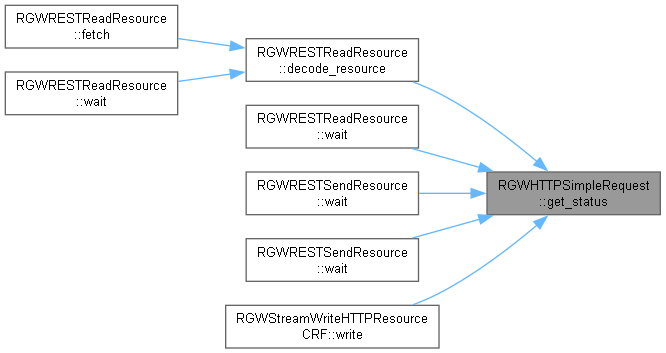 RGWRESTReadResource
::fetch
RGWRESTReadResource
::wait
RGWRESTReadResource
::decode_resource
RGWRESTReadResource
::wait
RGWRESTSendResource
::wait
RGWRESTSendResource
::wait
RGWStreamWriteHTTPResource
CRF::write
RGWHTTPSimpleRequest
::get_status